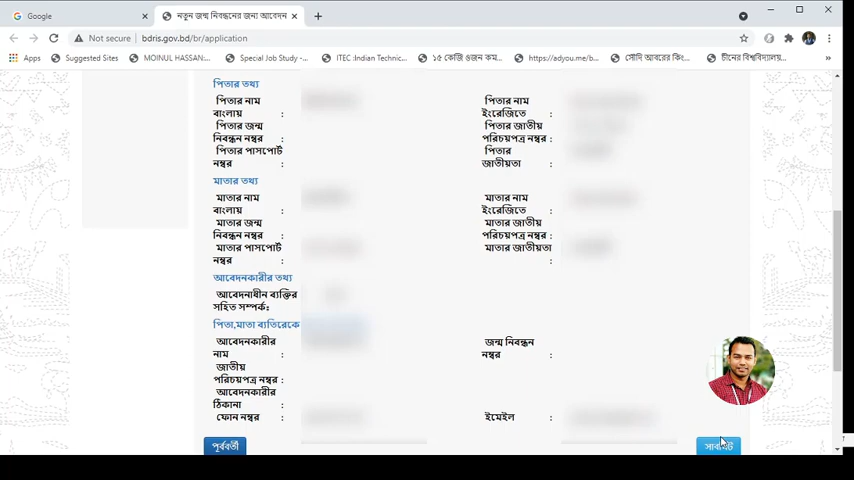 Google
নতুন জন্ম নিবন্ধনের জন্য আবেদন
Not secure
bdris.gov.bd/br/application
Apps
Suggested Sites
MOINUL HASSAN:...
Special Job Study -...
ITEC :Indian Technic...
১৫ কেজি ওজন কম...
https://adyou.me/b...
সৌদি আবরের কিং...
চীনের বিশ্ববিদ্যালয়...
পিতার তথ্য
পিতার নাম
বাংলায় :
পিতার নাম
ইংরেজিতে :
পিতার জন্ম
নিবন্ধন নম্বর :
পিতার জাতীয়
পরিচয়পত্র নম্বর :
পিতার পাসপোর্ট
নম্বর :
পিতার
জাতীয়তা :
মাতার তথ্য
মাতার নাম
বাংলায় :
মাতার নাম
ইংরেজিতে :
মাতার জন্ম
নিবন্ধন নম্বর :
মাতার জাতীয়
পরিচয়পত্র নম্বর :
মাতার পাসপোর্ট
নম্বর :
মাতার জাতীয়তা
:
আবেদনকারীর তথ্য
আবেদনাধীন ব্যক্তির
সহিত সম্পর্ক:
পিতা,মাতা ব্যতিরেকে
আবেদনকারীর
নাম :
জন্ম নিবন্ধন
নম্বর :
জাতীয়
পরিচয়পত্র নম্বর :
আবেদনকারীর
ঠিকানা :
ফোন নম্বর :
ইমেইল :
পূর্ববর্তী
সাবমিট